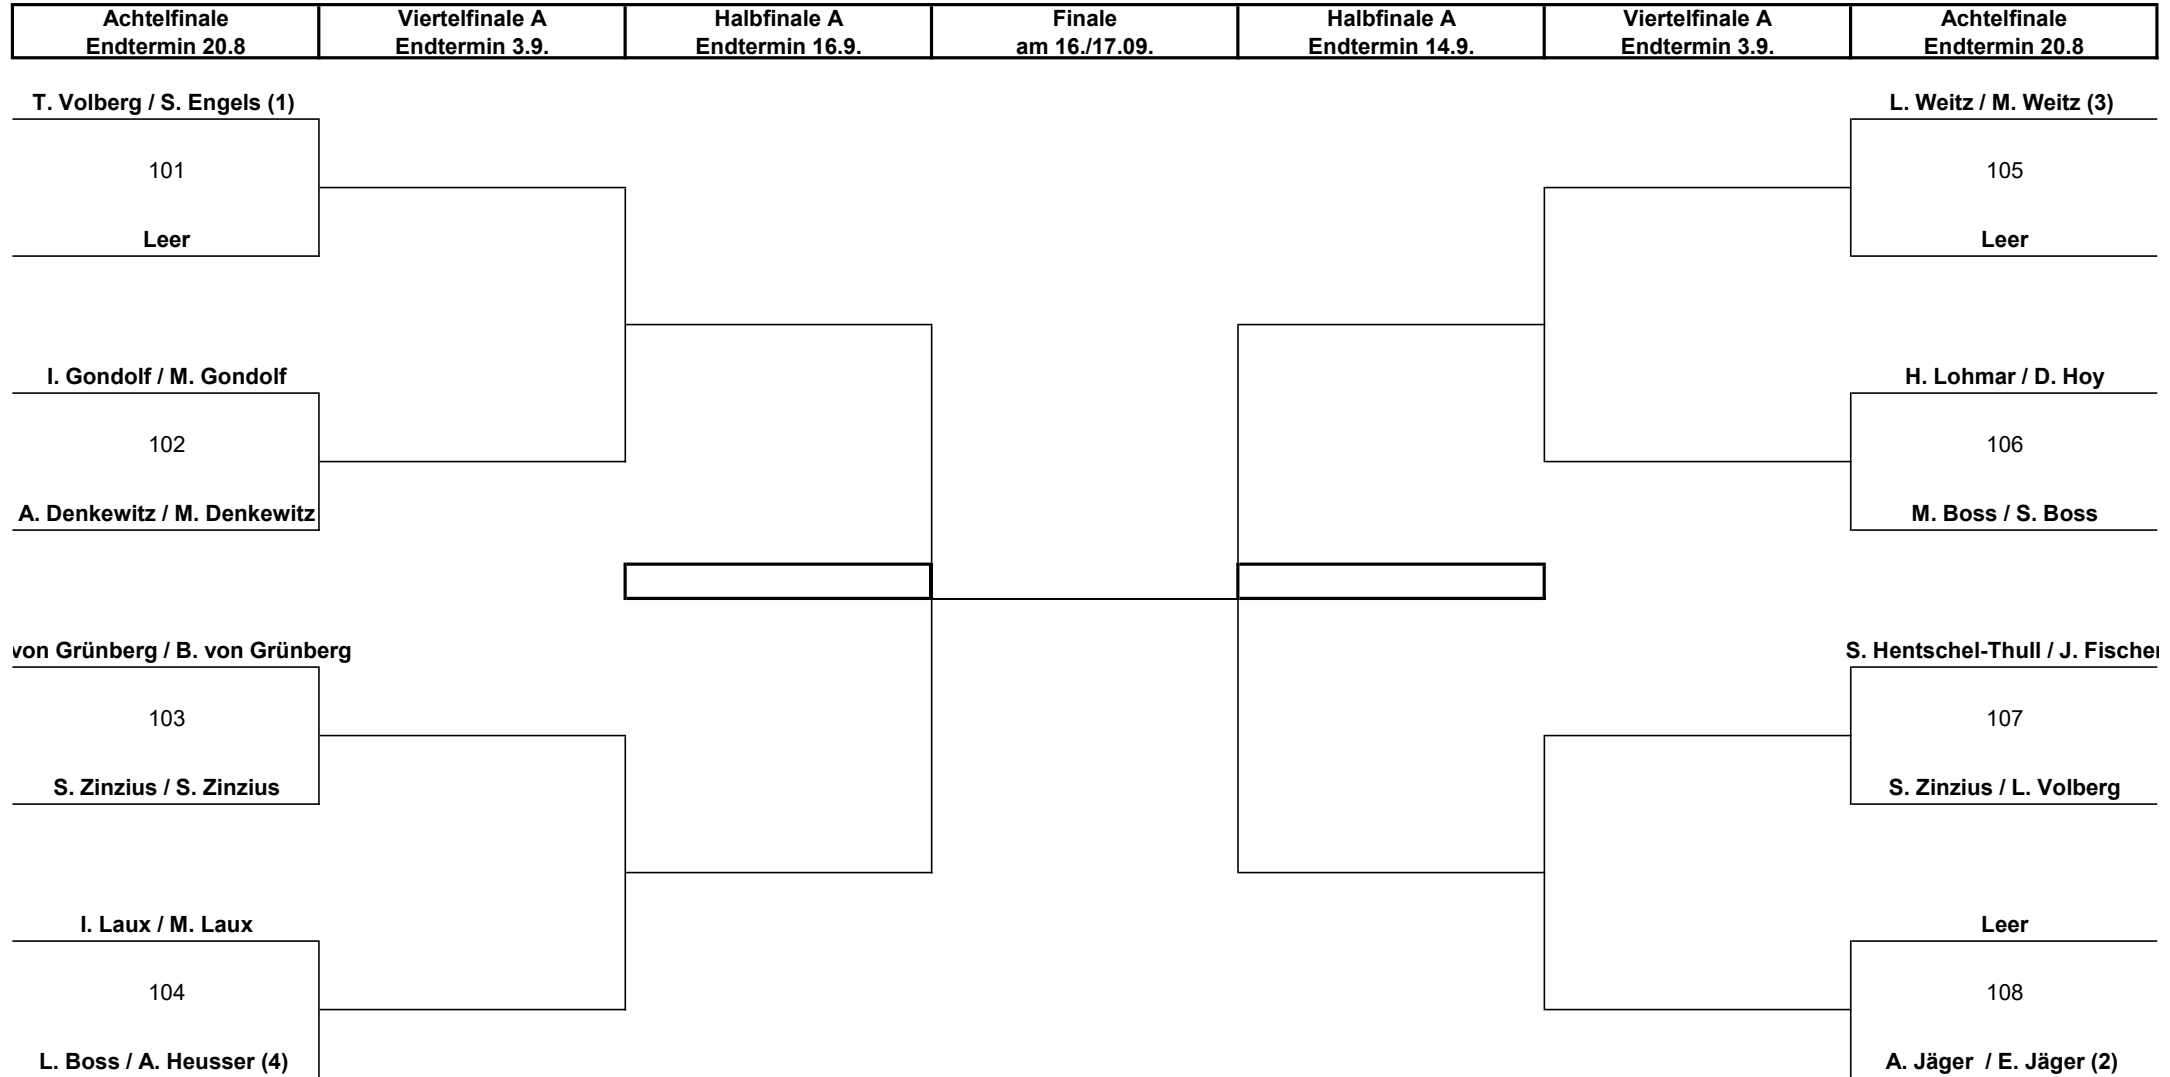 Achtelfinale
Endtermin 20.8
Viertelfinale A
Endtermin 3.9.
Halbfinale A
Endtermin 16.9.
Finale
am 16./17.09.
Halbfinale A
Endtermin 14.9.
Viertelfinale A
Endtermin 3.9.
Achtelfinale
Endtermin 20.8
T. Volberg / S. Engels (1)
L. Weitz / M. Weitz (3)
101
105
Leer
Leer
I. Gondolf / M. Gondolf
H. Lohmar / D. Hoy
102
106
A. Denkewitz / M. Denkewitz
M. Boss / S. Boss
von Grünberg / B. von Grünberg
S. Hentschel-Thull / J. Fischer
103
107
S. Zinzius / S. Zinzius
S. Zinzius / L. Volberg
I. Laux / M. Laux
Leer
104
108
L. Boss / A. Heusser (4)
A. Jäger / E. Jäger (2)